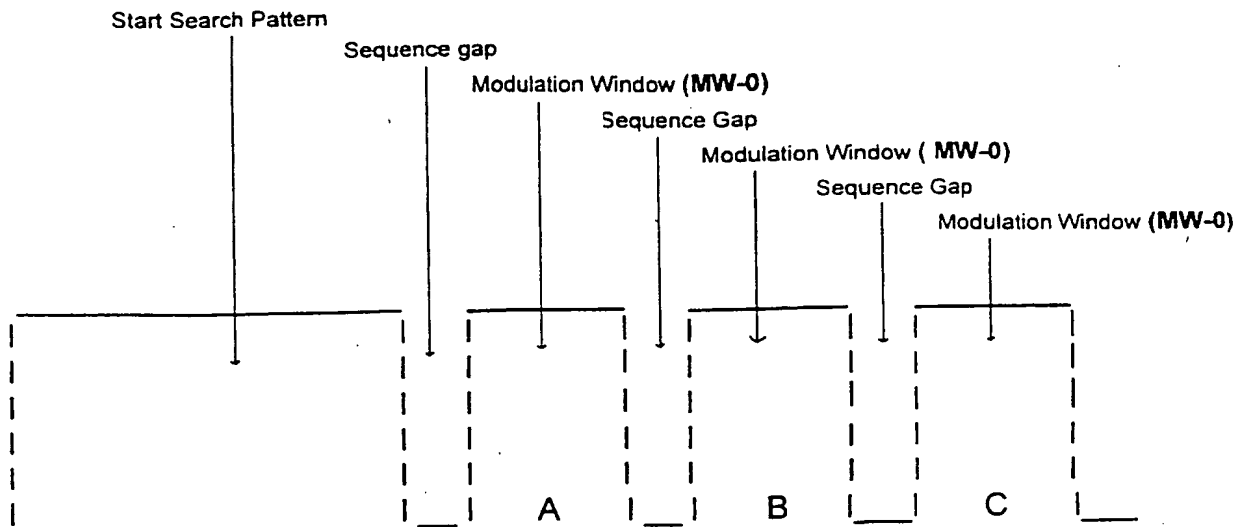 Start Search Pattern
Sequence gap
Modulation Window (MW-0)
Sequence Gap
Modulation Window ( MW-0)
Sequence Gap
Modulation Window (MW-0)
A
B
C